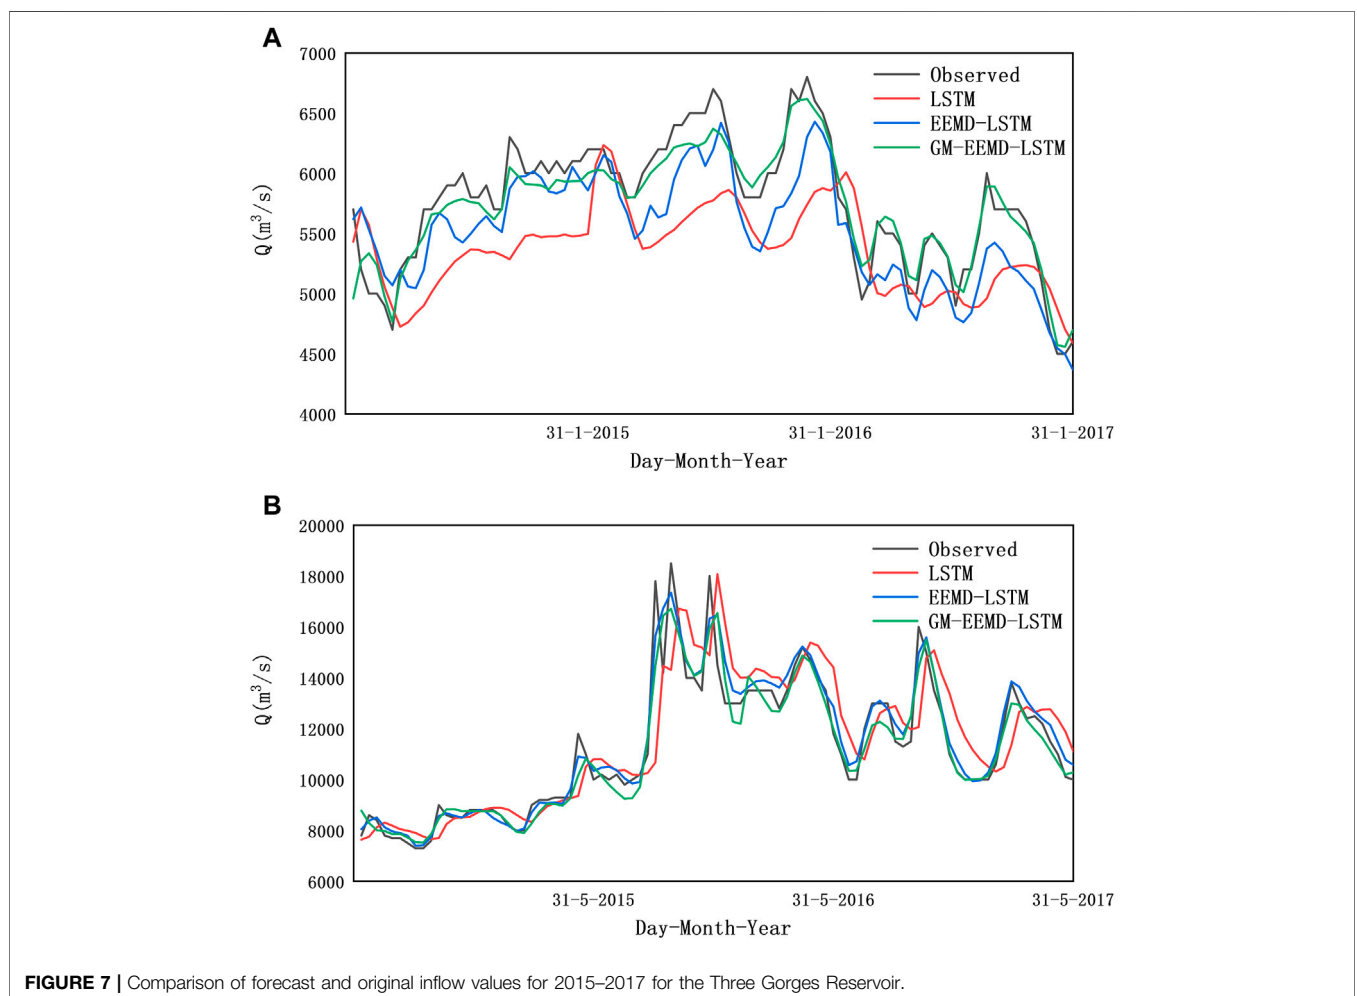 A
7000
6500
6000
5500
5000
4500
4000
Q(m³/s)
Observed
LSTM
EEMD-LSTM
GM-EEMD-LSTM
31-1-2015 31-1-2016 31-1-2017
Day-Month-Year
B
20000
18000
16000
14000
12000
10000
8000
6000
Q(m³/s)
Observed
LSTM
EEMD-LSTM
GM-EEMD-LSTM
31-5-2015 31-5-2016 31-5-2017
Day-Month-Year
FIGURE 7 | Comparison of forecast and original inflow values for 2015–2017 for the Three Gorges Reservoir.